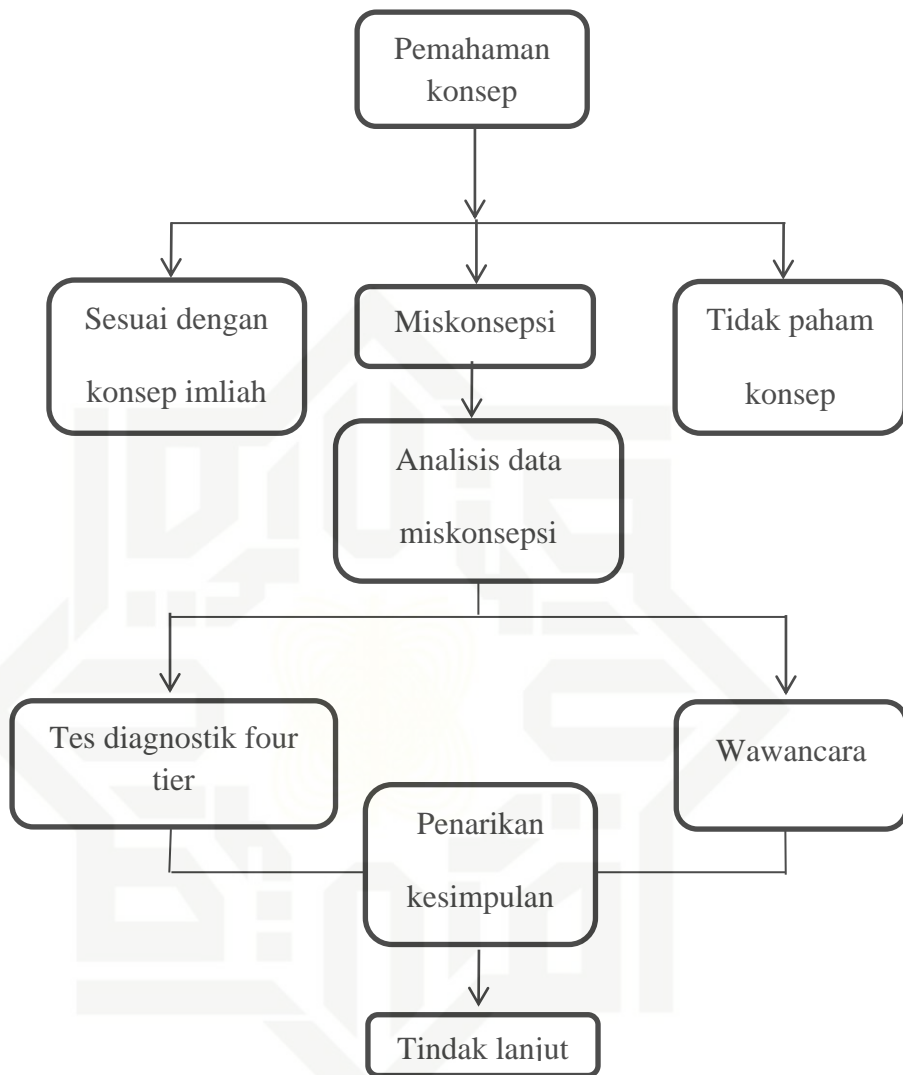 Pemahaman
konsep
Sesuai dengan
konsep imliah
Miskonsepsi
Tidak paham
konsep
Analisis data
miskonsepsi
Tes diagnostik four
tier
Wawancara
Penarikan
kesimpulan
Tindak lanjut